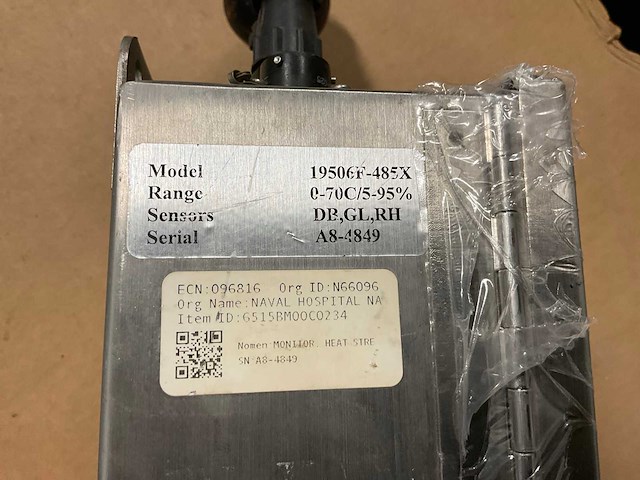 Model 19506F-485X
Range 0-70C/5-95%
Sensors DB,GL,RH
Serial A8-4849
ECN:096816 Org ID:N66096
Org Name:NAVAL HOSPITAL NA
Item ID:6515BM00C0234
Nomen MONITOR, HEAT STRE
SN:A8-4849